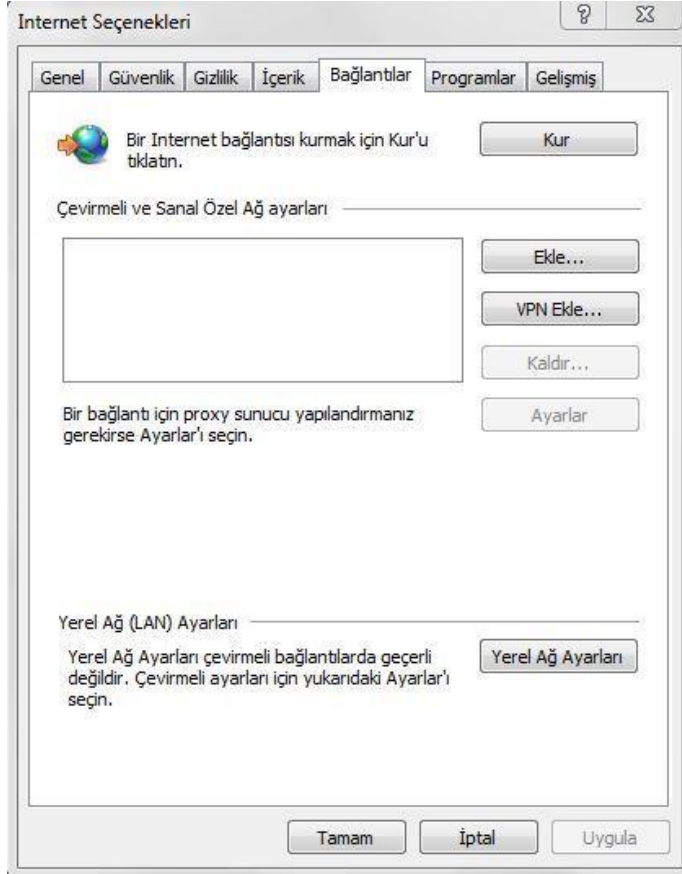 Internet Seçenekleri
Genel Güvenlik Gizlilik İçerik Bağlantılar Programlar Gelişmiş
Bir Internet bağlantısı kurmak için Kur'u
tıklatın.
Kur
Çevirmeli ve Sanal Özel Ağ ayarları
Ekle...
VPN Ekle...
Kaldır...
Bir bağlantı için proxy sunucu yapılandırmanız
gerekirse Ayarlar'ı seçin.
Ayarlar
Yerel Ağ (LAN) Ayarları
Yerel Ağ Ayarları çevirmeli bağlantılarda geçerli
değildir. Çevirmeli ayarları için yukarıdaki Ayarlar'ı
seçin.
Yerel Ağ Ayarları
Tamam İptal Uygula